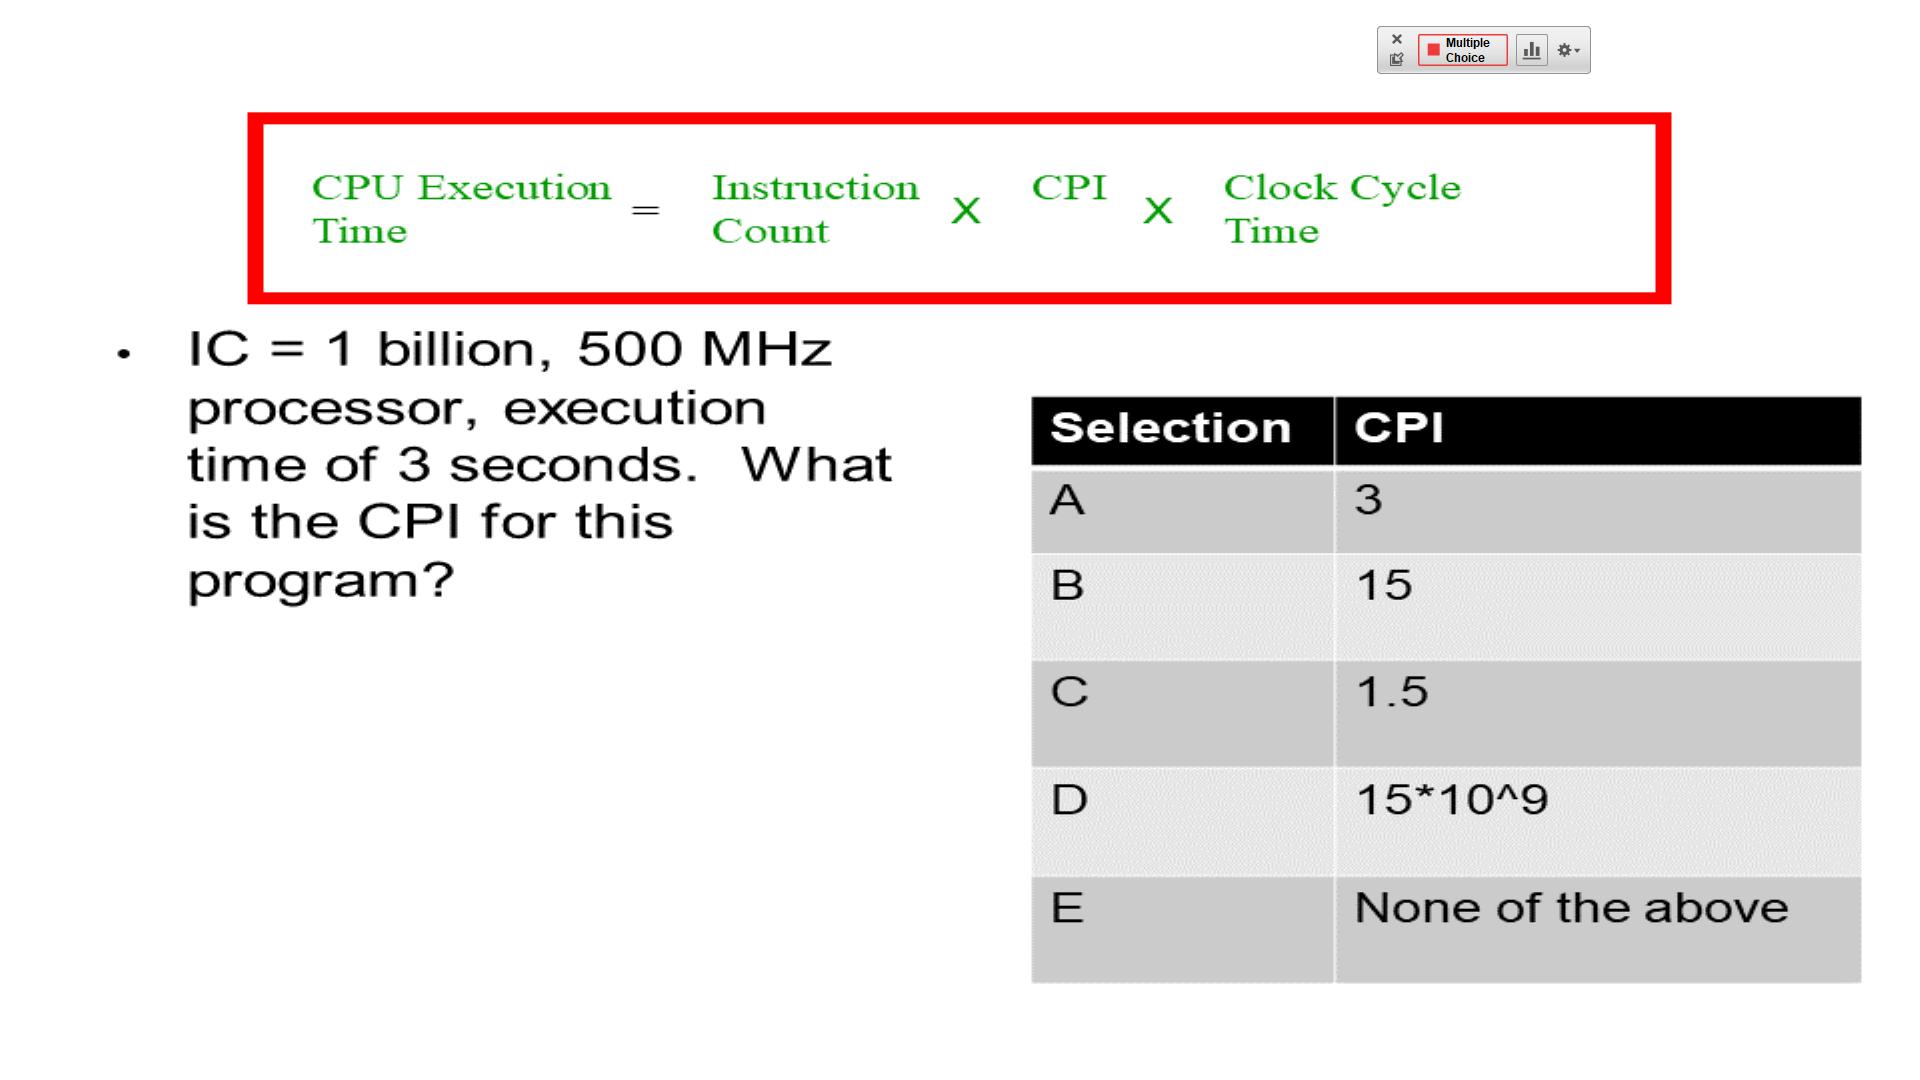 Multiple
Choice
CPU Execution Time = Instruction Count X CPI X Clock Cycle Time
• IC = 1 billion, 500 MHz
processor, execution
time of 3 seconds. What
is the CPI for this
program?
Selection CPI
A 3
B 15
C 1.5
D 15*10^9
E None of the above